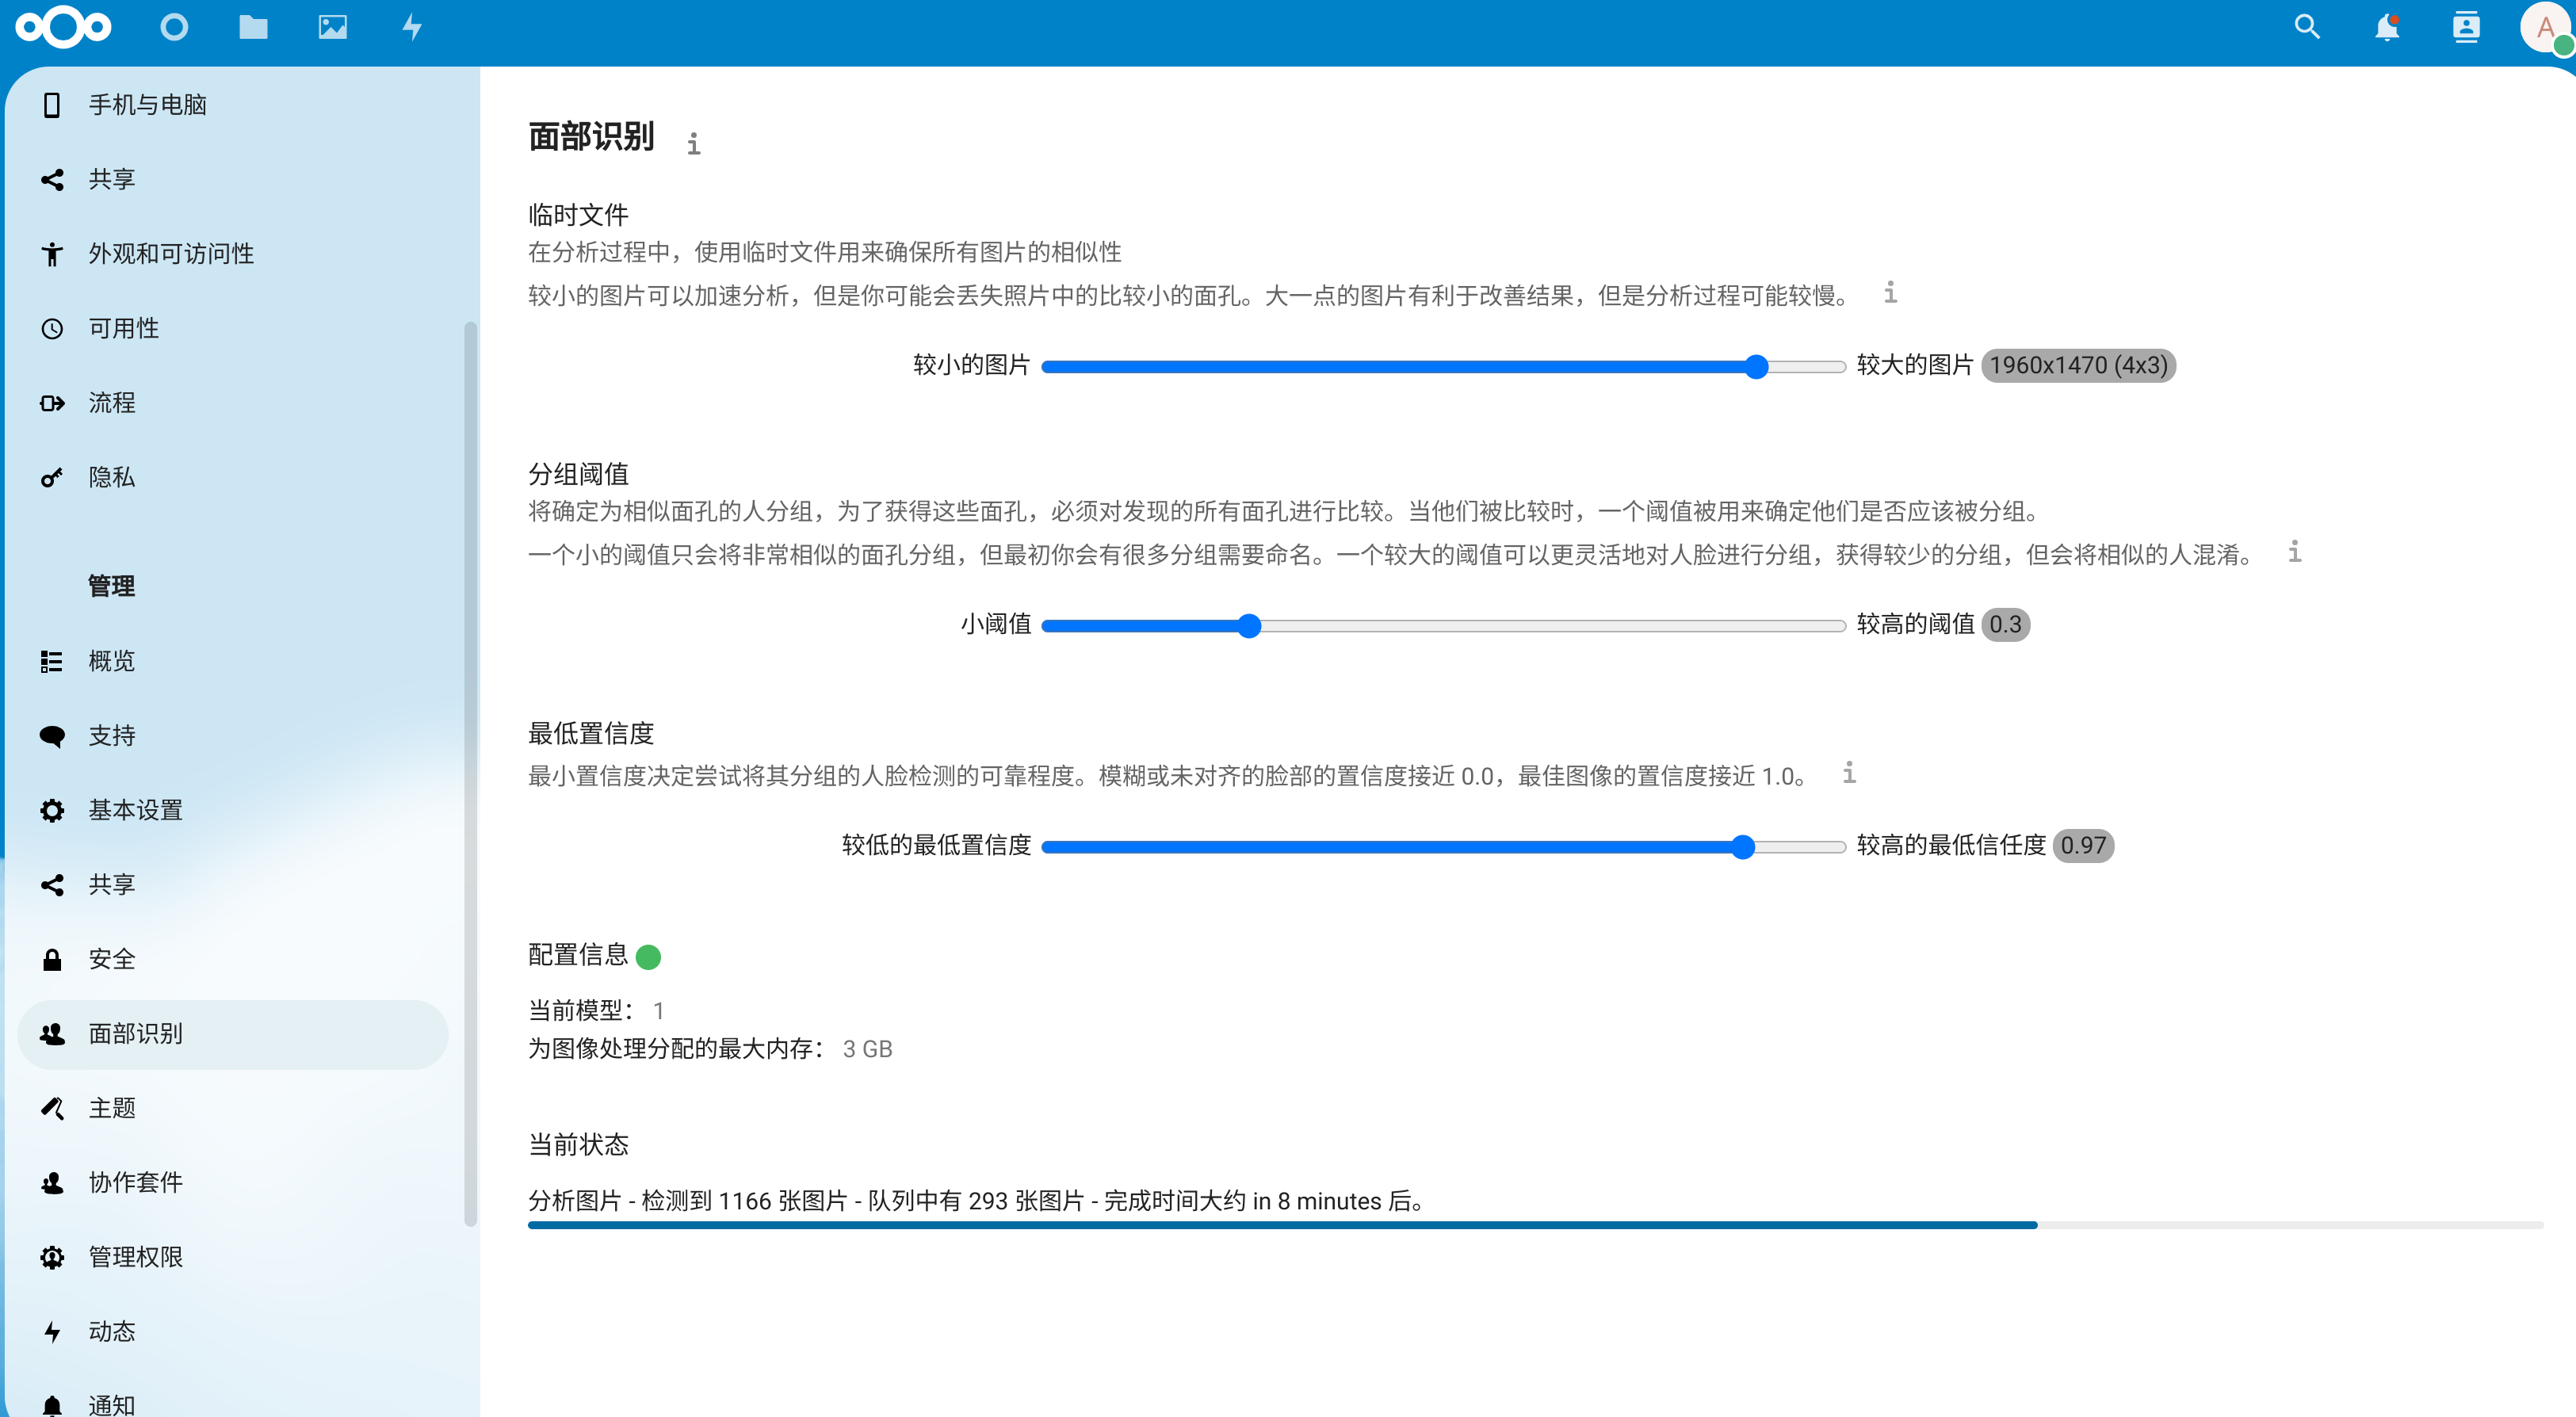 A
手机与电脑
共享
外观和可访问性
可用性
流程
隐私
管理
概览
支持
基本设置
共享
安全
面部识别
主题
协作套件
管理权限
动态
通知
面部识别
临时文件
在分析过程中，使用临时文件用来确保所有图片的相似性
较小的图片可以加速分析，但是你可能会丢失照片中的比较小的面孔。大一点的图片有利于改善结果，但是分析过程可能较慢。
较小的图片 较大的图片 1960x1470 (4x3)
分组阈值
将确定为相似面孔的人分组，为了获得这些面孔，必须对发现的所有面孔进行比较。当他们被比较时，一个阈值被用来确定他们是否应该被分组。
一个小的阈值只会将非常相似的面孔分组，但最初你会有很多分组需要命名。一个较大的阈值可以更灵活地对人脸进行分组，获得较少的分组，但会将相似的人混淆。
小阈值 较高的阈值 0.3
最低置信度
最小置信度决定尝试将其分组的人脸检测的可靠程度。模糊或未对齐的脸部的置信度接近 0.0，最佳图像的置信度接近 1.0。
较低的最低置信度 较高的最低信任度 0.97
配置信息
当前模型： 1
为图像处理分配的最大内存： 3 GB
当前状态
分析图片 - 检测到 1166 张图片 - 队列中有 293 张图片 - 完成时间大约 in 8 minutes 后。